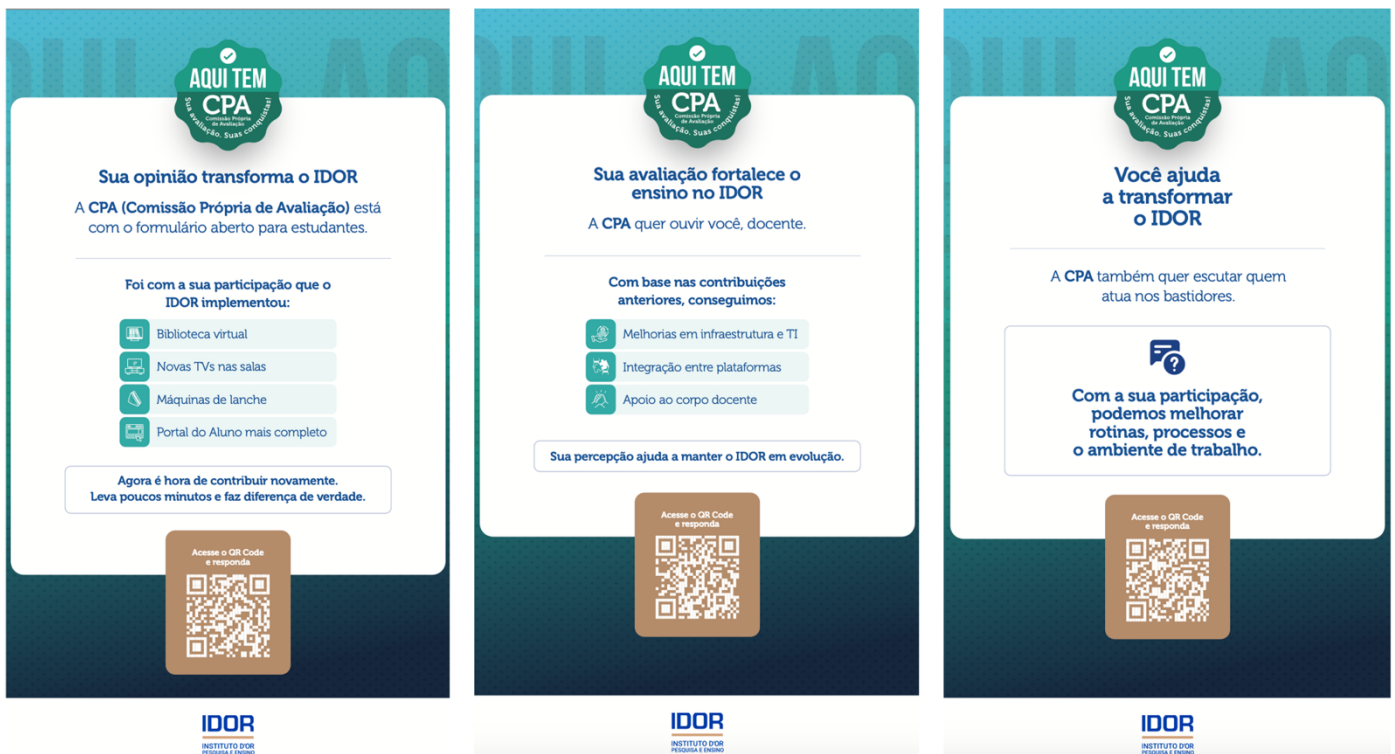 AQUI
AQUI TEM
CPA
Comissão Própria
de Avaliação
Sua avaliação. Suas conquistas!
Sua opinião transforma o IDOR
A CPA (Comissão Própria de Avaliação) está
com o formulário aberto para estudantes.
Foi com a sua participação que o
IDOR implementou:
Biblioteca virtual
Novas TVs nas salas
Máquinas de lanche
Portal do Aluno mais completo
Agora é hora de contribuir novamente.
Leva poucos minutos e faz diferença de verdade.
Acesse o QR Code
e responda
IDOR
INSTITUTO D'OR
PESQUISA E ENSINO
AQUI
AQUI TEM
CPA
Comissão Própria
de Avaliação
Sua avaliação. Suas conquistas!
Sua avaliação fortalece o
ensino no IDOR
A CPA quer ouvir você, docente.
Com base nas contribuições
anteriores, conseguimos:
Melhorias em infraestrutura e TI
Integração entre plataformas
Apoio ao corpo docente
Sua percepção ajuda a manter o IDOR em evolução.
Acesse o QR Code
e responda
IDOR
INSTITUTO D'OR
PESQUISA E ENSINO
AQUI
AQUI TEM
CPA
Comissão Própria
de Avaliação
Sua avaliação. Suas conquistas!
Você ajuda
a transformar
o IDOR
A CPA também quer escutar quem
atua nos bastidores.
Com a sua participação,
podemos melhorar
rotinas, processos e
o ambiente de trabalho.
Acesse o QR Code
e responda
IDOR
INSTITUTO D'OR
PESQUISA E ENSINO